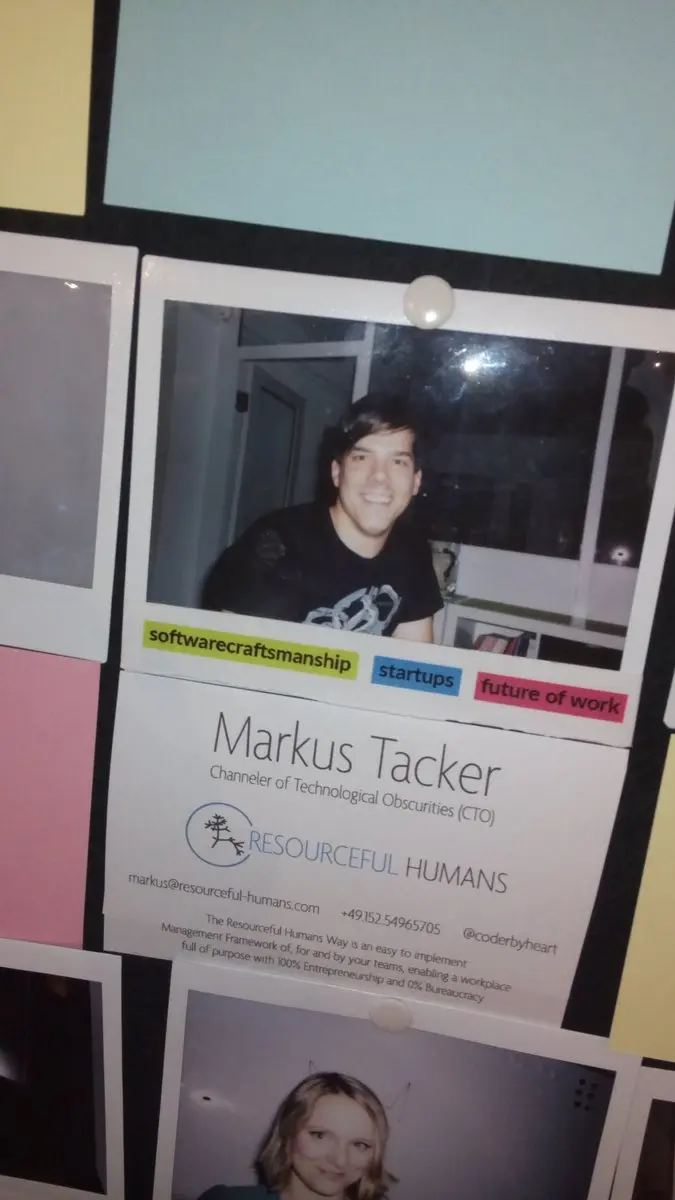 softwarecraftsmanship startups future of work
Markus Tacker
Channeler of Technological Obscurities (CTO)
RESOURCEFUL HUMANS
markus@resourceful-humans.com +49.152.54965705 @coderbyheart
The Resourceful Humans Way is an easy to implement
Management Framework of, for and by your teams, enabling a workplace
full of purpose with 100% Entrepreneurship and 0% Bureaucracy